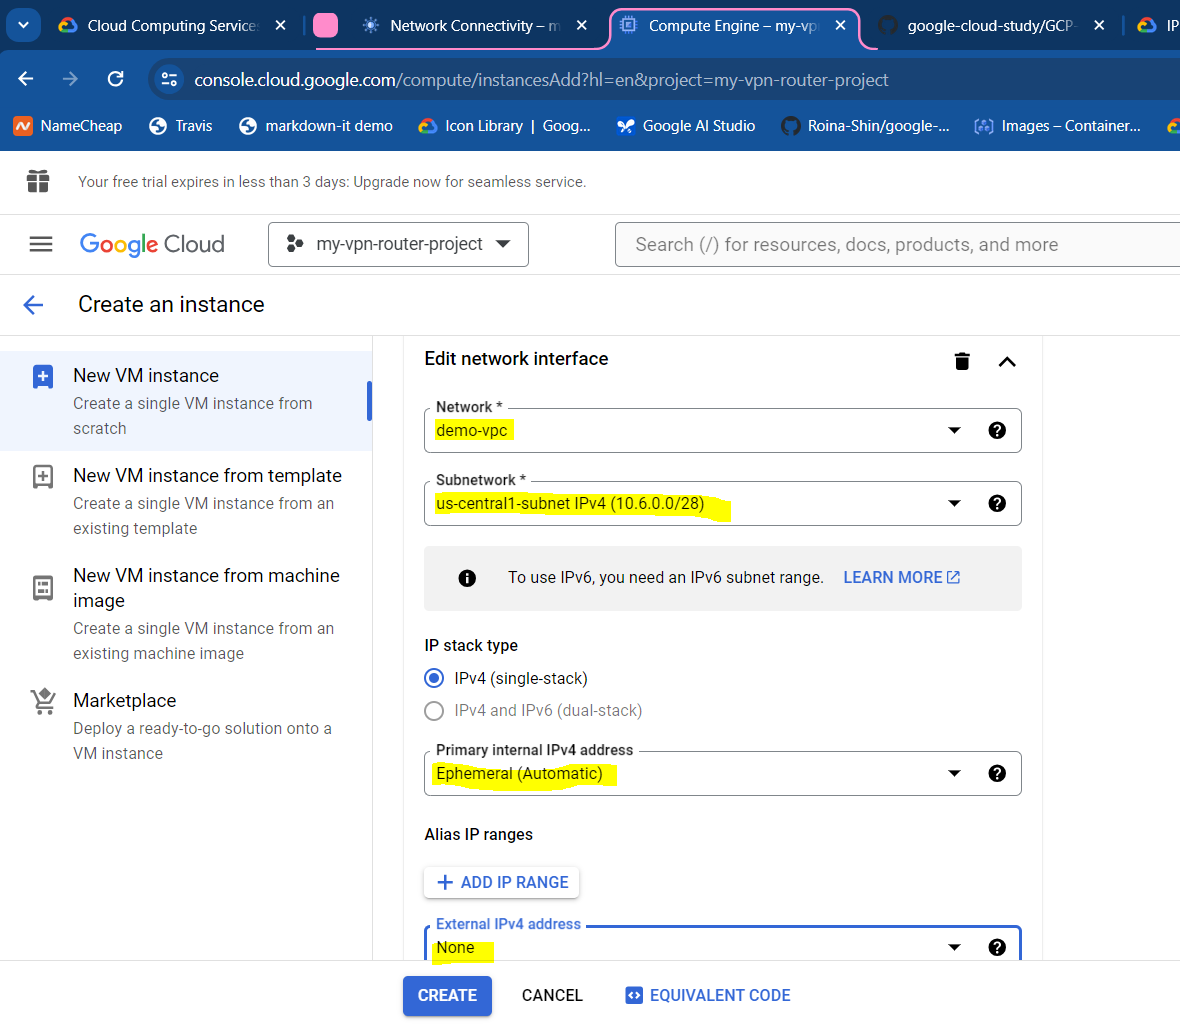 Cloud Computing Service
Network Connectivity – m
Compute Engine – my-vp
google-cloud-study/GCP-
IP
console.cloud.google.com/compute/instancesAdd?hl=en&project=my-vpn-router-project
NameCheap
Travis
markdown-it demo
Icon Library | Goog...
Google AI Studio
Roina-Shin/google-...
Images – Container...
Your free trial expires in less than 3 days: Upgrade now for seamless service.
Google Cloud
my-vpn-router-project
Search (/) for resources, docs, products, and more
Create an instance
New VM instance
Create a single VM instance from
scratch
New VM instance from template
Create a single VM instance from an
existing template
New VM instance from machine
image
Create a single VM instance from an
existing machine image
Marketplace
Deploy a ready-to-go solution onto a
VM instance
Edit network interface
Network *
demo-vpc
Subnetwork *
us-central1-subnet IPv4 (10.6.0.0/28)
To use IPv6, you need an IPv6 subnet range. LEARN MORE
IP stack type
IPv4 (single-stack)
IPv4 and IPv6 (dual-stack)
Primary internal IPv4 address
Ephemeral (Automatic)
Alias IP ranges
ADD IP RANGE
External IPv4 address
None
CREATE
CANCEL
EQUIVALENT CODE